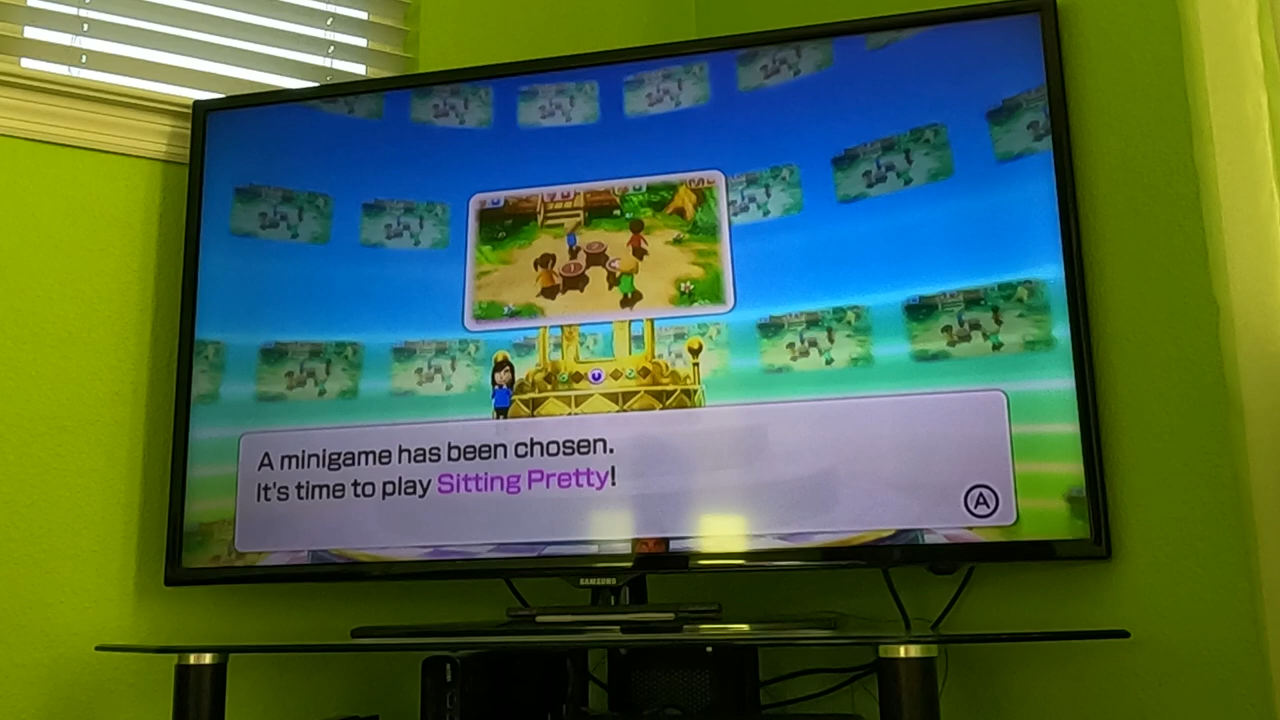 A minigame has been chosen.
It's time to play Sitting Pretty!
A
SAMSUNG